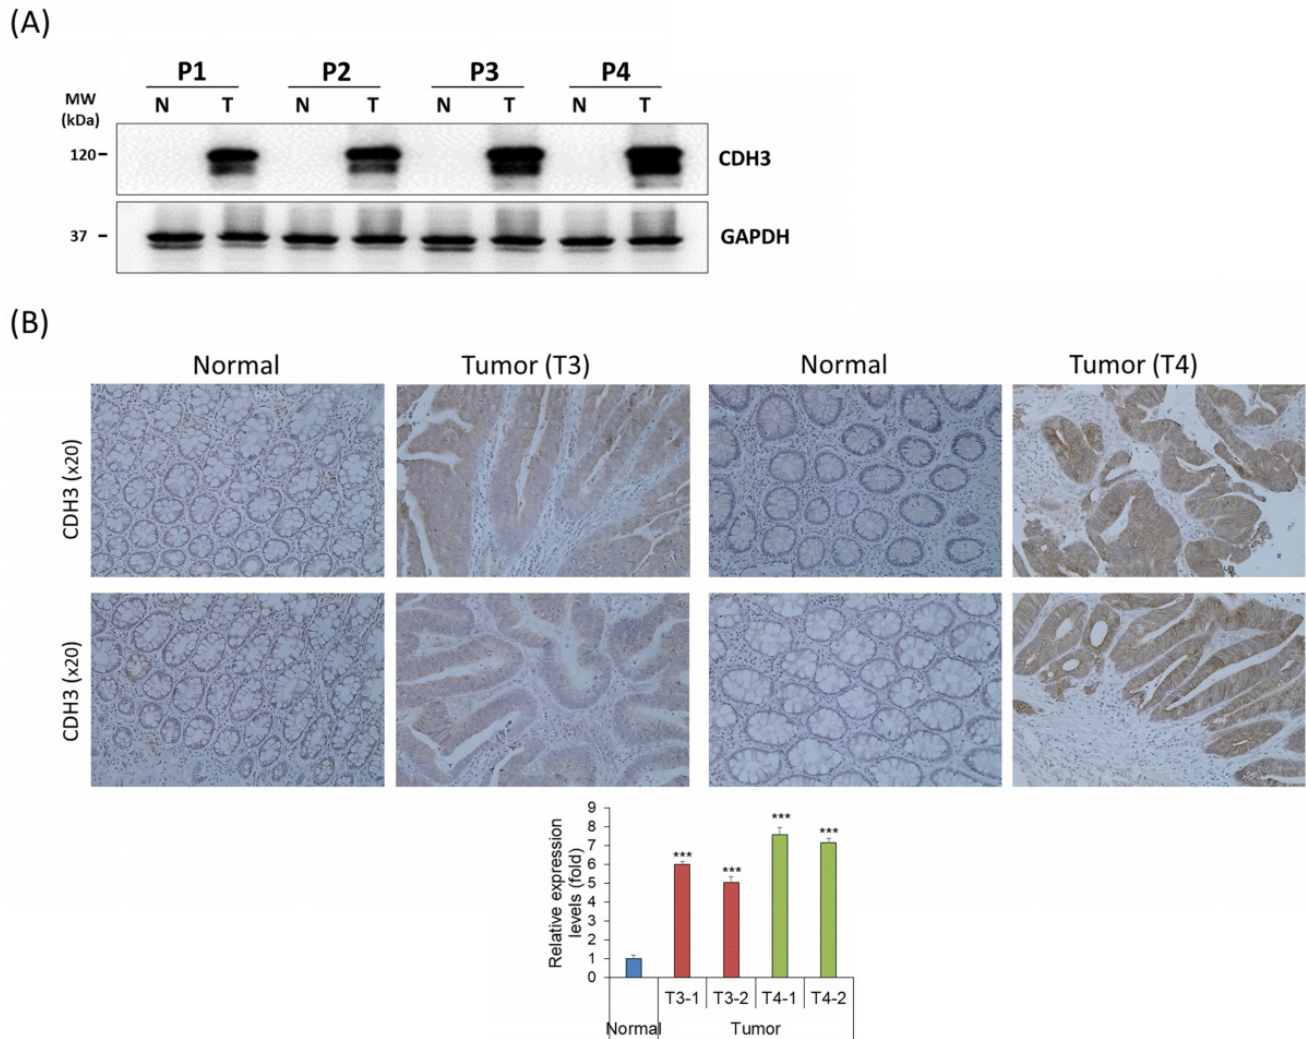 (A)
P1 P2 P3 P4
MW
(kDa)
N T N T N T N T
120
CDH3
37
GAPDH
(B)
Normal Tumor (T3) Normal Tumor (T4)
CDH3 (x20)
CDH3 (x20)
Relative expression
levels (fold)
9
8
7
6
5
4
3
2
1
0
*** *** *** ***
T3-1 T3-2 T4-1 T4-2
Normal Tumor